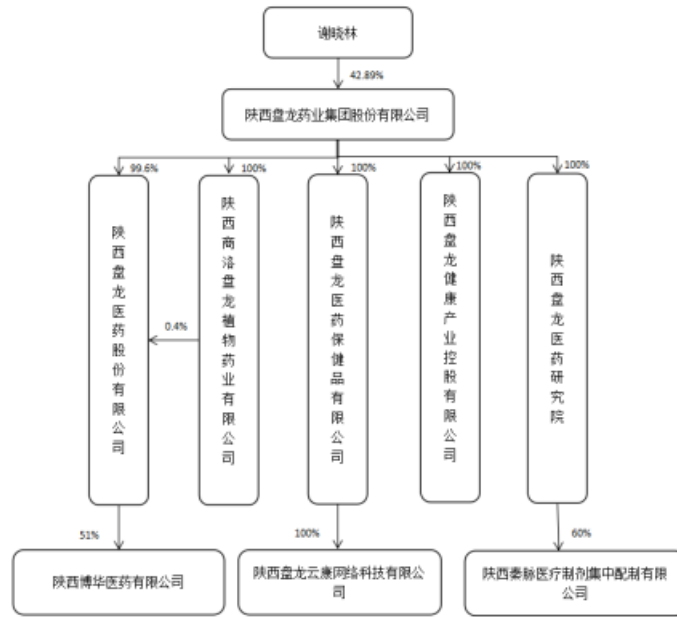 谢晓林
42.89%
陕西盘龙药业集团股份有限公司
99.6%
100%
100%
100%
100%
陕西盘龙医药股份有限公司
0.4%
陕西商洛盘龙植物药业有限公司
陕西盘龙医药保健品有限公司
陕西盘龙健康产业控股有限公司
陕西盘龙医药研究院
51%
100%
60%
陕西博华医药有限公司
陕西盘龙云康网络科技有限公
司
陕西秦脉医疗制剂集中配制有限
公司